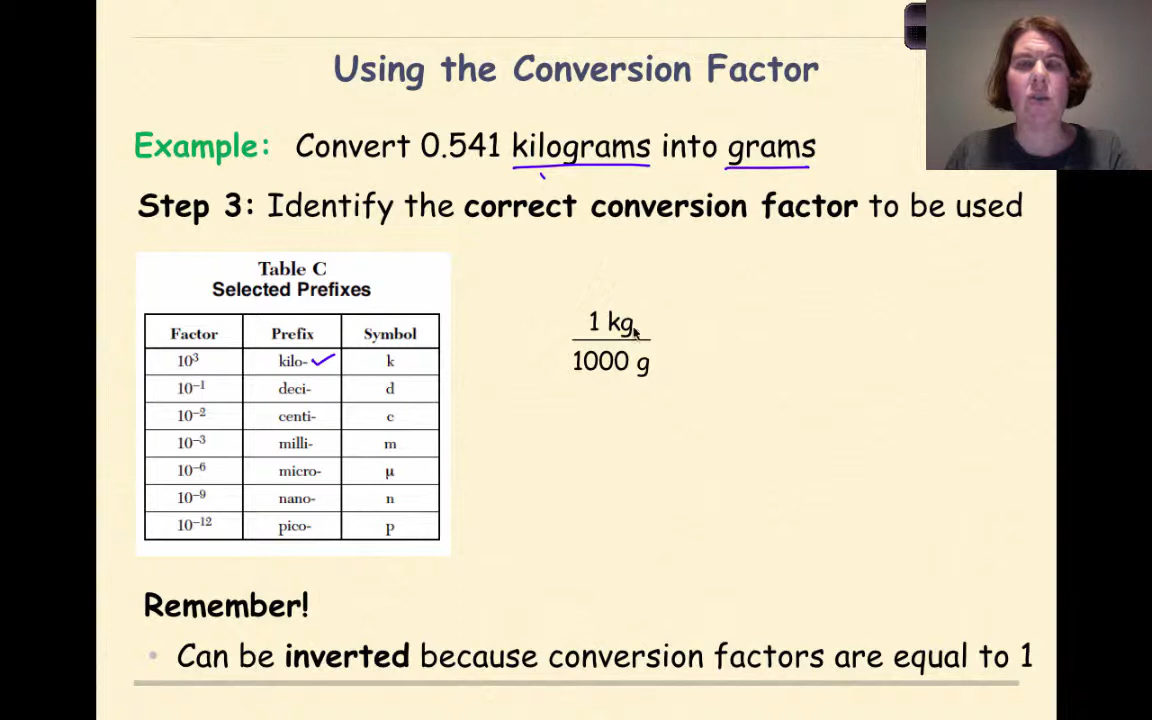 Using the Conversion Factor
Example: Convert 0.541 kilograms into grams
Step 3: Identify the correct conversion factor to be used
Table C
Selected Prefixes
Factor Prefix Symbol
10³ kilo- k
10⁻¹ deci- d
10⁻² centi- c
10⁻³ milli- m
10⁻⁶ micro- μ
10⁻⁹ nano- n
10⁻¹² pico- p
1 kg
1000 g
Remember!
• Can be inverted because conversion factors are equal to 1